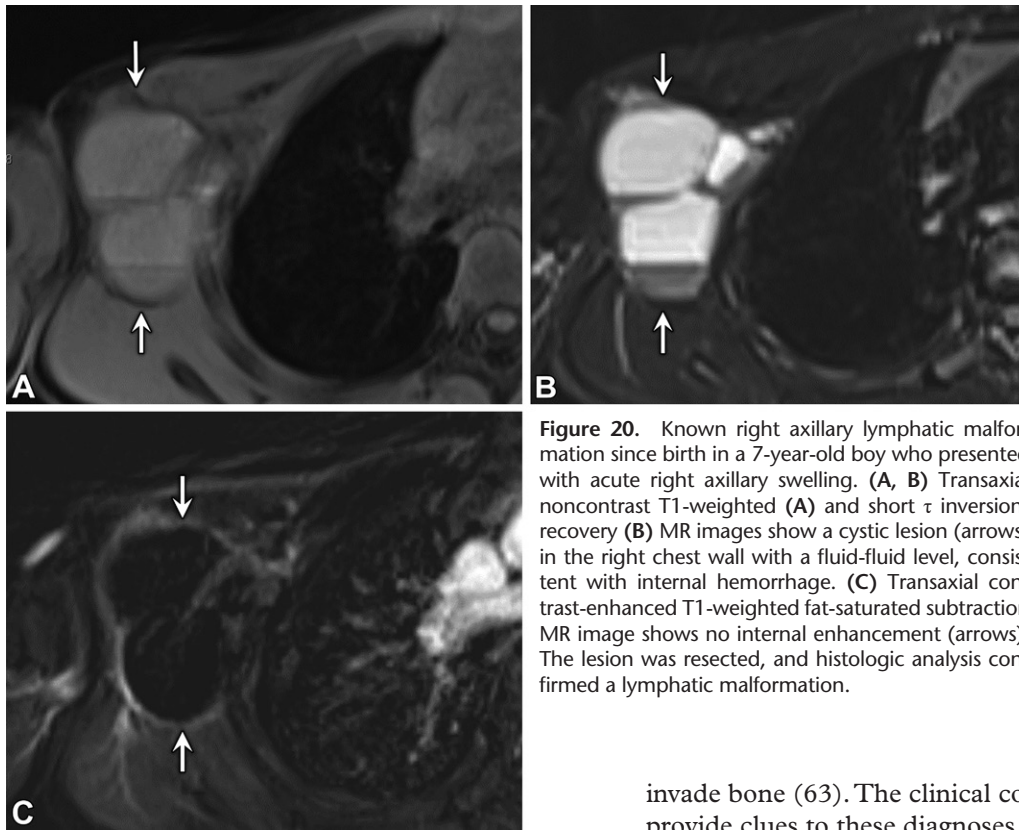 A
B
C
Figure 20. Known right axillary lymphatic malfor
mation since birth in a 7-year-old boy who presented
with acute right axillary swelling. (A, B) Transaxia
noncontrast T1-weighted (A) and short τ inversion
recovery (B) MR images show a cystic lesion (arrows
in the right chest wall with a fluid-fluid level, consis
tent with internal hemorrhage. (C) Transaxial con
trast-enhanced T1-weighted fat-saturated subtraction
MR image shows no internal enhancement (arrows)
The lesion was resected, and histologic analysis con
firmed a lymphatic malformation.
invade bone (63). The clinical co
provide clues to these diagnoses